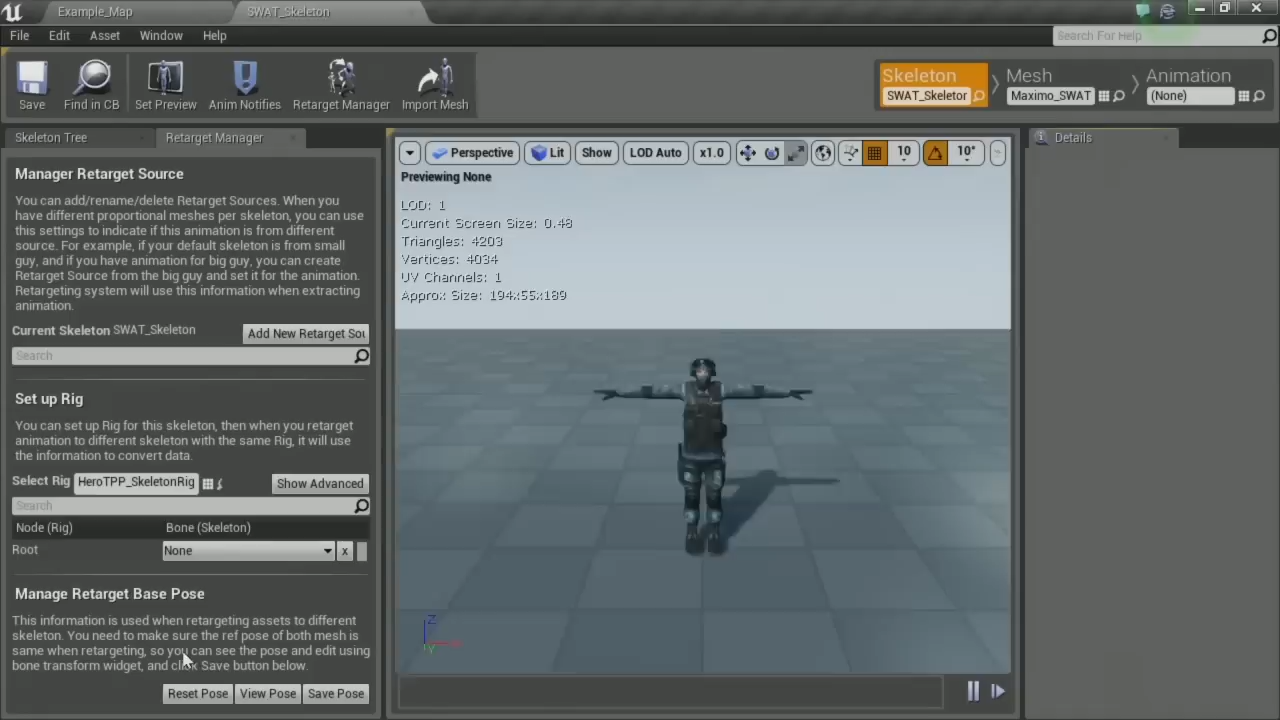 Example_Map
SWAT_Skeleton
File Edit Asset Window Help
Search For Help
Save
Find in CB
Set Preview
Anim Notifies
Retarget Manager
Import Mesh
Skeleton
SWAT_Skeletor
Mesh
Maximo_SWAT
Animation
(None)
Skeleton Tree
Retarget Manager
Manager Retarget Source
You can add/rename/delete Retarget Sources. When you
have different proportional meshes per skeleton, you can use
this settings to indicate if this animation is from different
source. For example, if your default skeleton is from small
guy, and if you have animation for big guy, you can create
Retarget Source from the big guy and set it for the animation.
Retargeting system will use this information when extracting
animation.
Current Skeleton SWAT_Skeleton
Add New Retarget Sou
Search
Set up Rig
You can set up Rig for this skeleton, then when you retarget
animation to different skeleton with the same Rig, it will use
the information to convert data.
Select Rig HeroTPP_SkeletonRig
Show Advanced
Search
Node (Rig) Bone (Skeleton)
Root None x
Manage Retarget Base Pose
This information is used when retargeting assets to different
skeleton. You need to make sure the ref pose of both mesh is
same when retargeting, so you can see the pose and edit using
bone transform widget, and click Save button below.
Reset Pose View Pose Save Pose
Perspective Lit Show LOD Auto x1.0 10 10°
Previewing None
LOD: 1
Current Screen Size: 0.48
Triangles: 4203
Vertices: 4034
UV Channels: 1
Approx Size: 194x55x189
Z
Y
Details